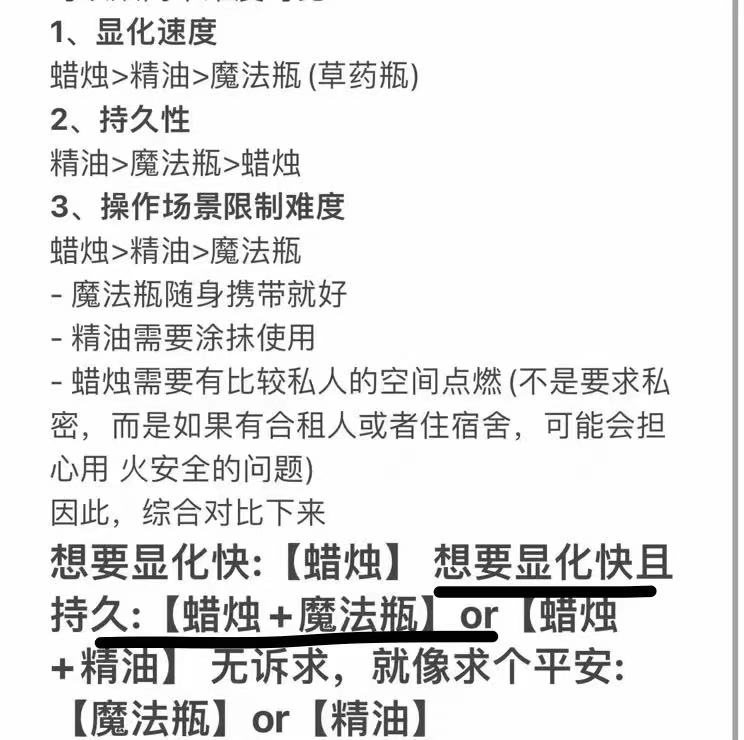 1、显化速度
蜡烛>精油>魔法瓶(草药瓶)
2、持久性
精油>魔法瓶>蜡烛
3、操作场景限制难度
蜡烛>精油>魔法瓶
- 魔法瓶随身携带就好
- 精油需要涂抹使用
- 蜡烛需要有比较私人的空间点燃(不是要求私
密，而是如果有合租人或者住宿舍，可能会担
心用 火安全的问题)
因此，综合对比下来
想要显化快:【蜡烛】 想要显化快且
持久:【蜡烛+魔法瓶】or【蜡烛
+精油】 无诉求，就像求个平安:
【魔法瓶】or【精油】